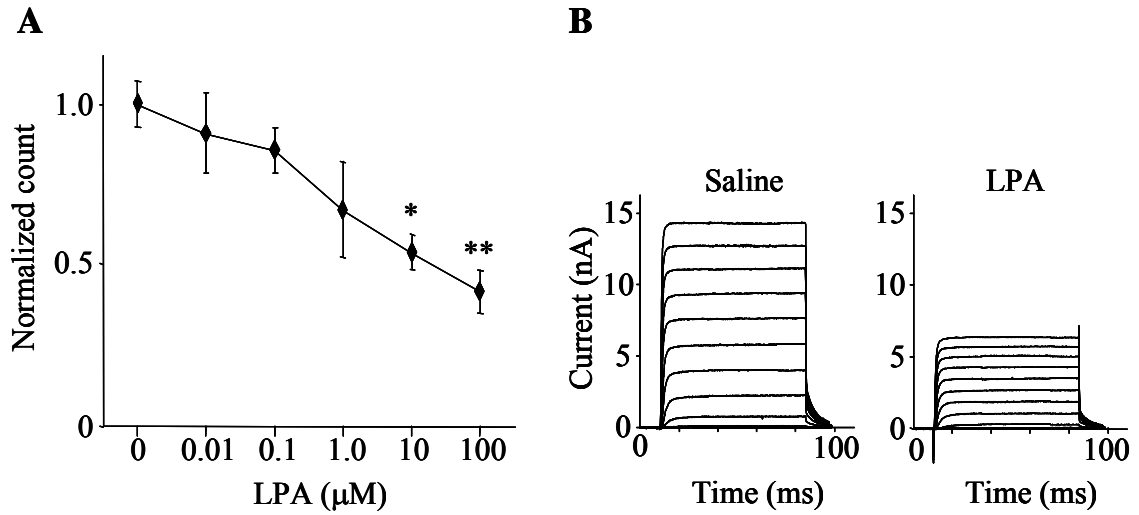 A
Normalized count
1.0
0.5
0
*
**
0 0.01 0.1 1.0 10 100
LPA (μM)
B
Saline
Current (nA)
15
10
5
0
0 100
Time (ms)
LPA
15
10
5
0
0 100
Time (ms)